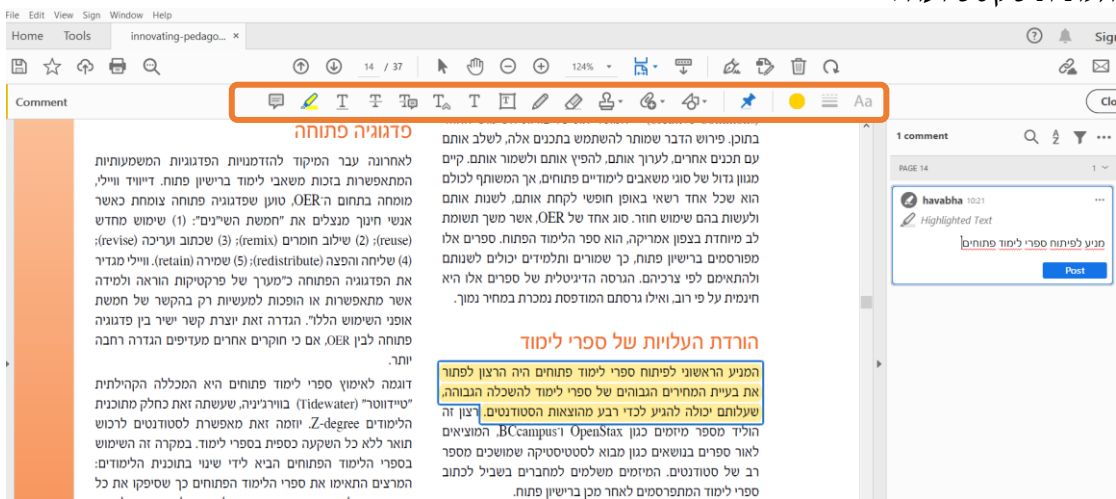 File Edit View Sign Window Help
Home Tools innovating-pedago... × ? Sign
14 / 37 124%
Comment T T T T T Aa Clo
1 comment
PAGE 14 1
havabha 10:21 ...
Highlighted Text
מניע לפיתוח ספרי לימוד פתוחים
Post
בתוכן. פירוש הדבר שמותר להשתמש בתכנים אלה, לשלב אותם
עם תכנים אחרים, לערוך אותם, להפיץ אותם ולשמור אותם. קיים
מגוון גדול של סוגי משאבים לימודיים פתוחים, אך המשותף לכולם
הוא שכל אחד רשאי באופן חופשי לקחת אותם, לשנות אותם
ולעשות בהם שימוש חוזר. סוג אחד של OER, אשר משך תשומת
לב מיוחדת בצפון אמריקה, הוא ספר הלימוד הפתוח. ספרים אלו
מפורסמים ברישיון פתוח, כך שמורים ותלמידים יכולים לשנותם
ולהתאימם לפי צרכיהם. הגרסה הדיגיטלית של ספרים אלו היא
חינמית על פי רוב, ואילו גרסתם המודפסת נמכרת במחיר נמוך.
הורדת העלויות של ספרי לימוד
המניע הראשוני לפיתוח ספרי לימוד פתוחים היה הרצון לפתור
את בעיית המחירים הגבוהים של ספרי לימוד להשכלה הגבוהה,
שעלותם יכולה להגיע לכדי רבע מהוצאות הסטודנטים. רצון זה
הוליד מספר מיזמים כגון OpenStax ו־BCcampus, המוציאים
לאור ספרים בנושאים כגון מבוא לסטטיסטיקה שמושכים מספר
רב של סטודנטים. המיזמים משלמים למחברים בשביל לכתוב
ספרי לימוד המתפרסמים לאחר מכן ברישיון פתוח.
פדגוגיה פתוחה
לאחרונה עבר המיקוד להזדמנויות הפדגוגיות המשמעותיות
המתאפשרות בזכות משאבי לימוד ברישיון פתוח. דייוויד וויילי,
מומחה בתחום ה־OER, טוען שפדגוגיה פתוחה צומחת כאשר
אנשי חינוך מנצלים את "חמשת השי"נים": (1) שימוש מחדש
(reuse); (2) שילוב חומרים (remix); (3) שכתוב ועריכה (revise);
(4) שליחה והפצה (redistribute); (5) שמירה (retain). וויילי מגדיר
את הפדגוגיה הפתוחה כ"מערך של פרקטיקות הוראה ולמידה
אשר מתאפשרות או הופכות למעשיות רק בהקשר של חמשת
אופני השימוש הללו". הגדרה זאת יוצרת קשר ישיר בין פדגוגיה
פתוחה לבין OER, אם כי חוקרים אחרים מעדיפים הגדרה רחבה
יותר.
דוגמה לאימוץ ספרי לימוד פתוחים היא המכללה הקהילתית
"טיידווטר" (Tidewater) בווירג'יניה, שעשתה זאת כחלק מתוכנית
הלימודים Z-degree. יוזמה זאת מאפשרת לסטודנטים לרכוש
תואר ללא כל השקעה כספית בספרי לימוד. במקרה זה השימוש
בספרי הלימוד הפתוחים הביא לידי שינוי בתוכנית הלימודים:
המרצים התאימו את ספרי הלימוד הפתוחים כך שסיפקו את כל